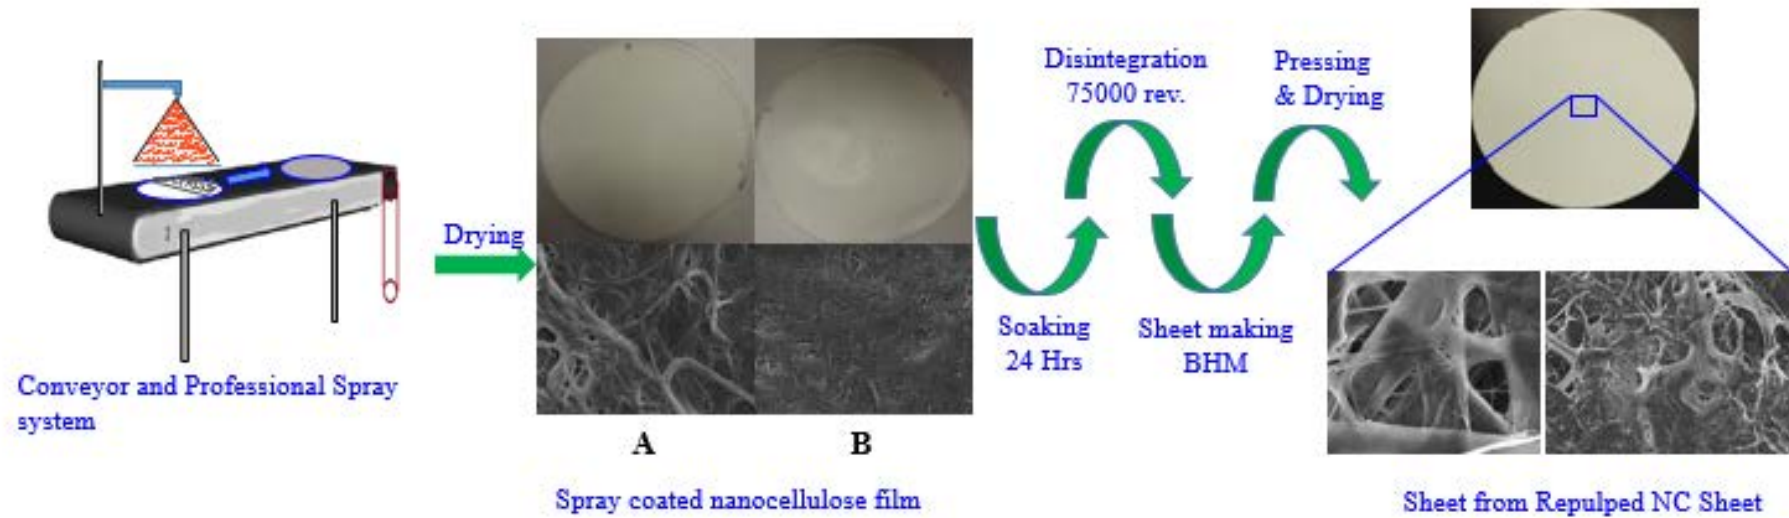 Conveyor and Professional Spray
system
Drying
A
B
Spray coated nanocellulose film
Soaking
24 Hrs
Disintegration
75000 rev.
Sheet making
BHM
Pressing
& Drying
Sheet from Repulped NC Sheet